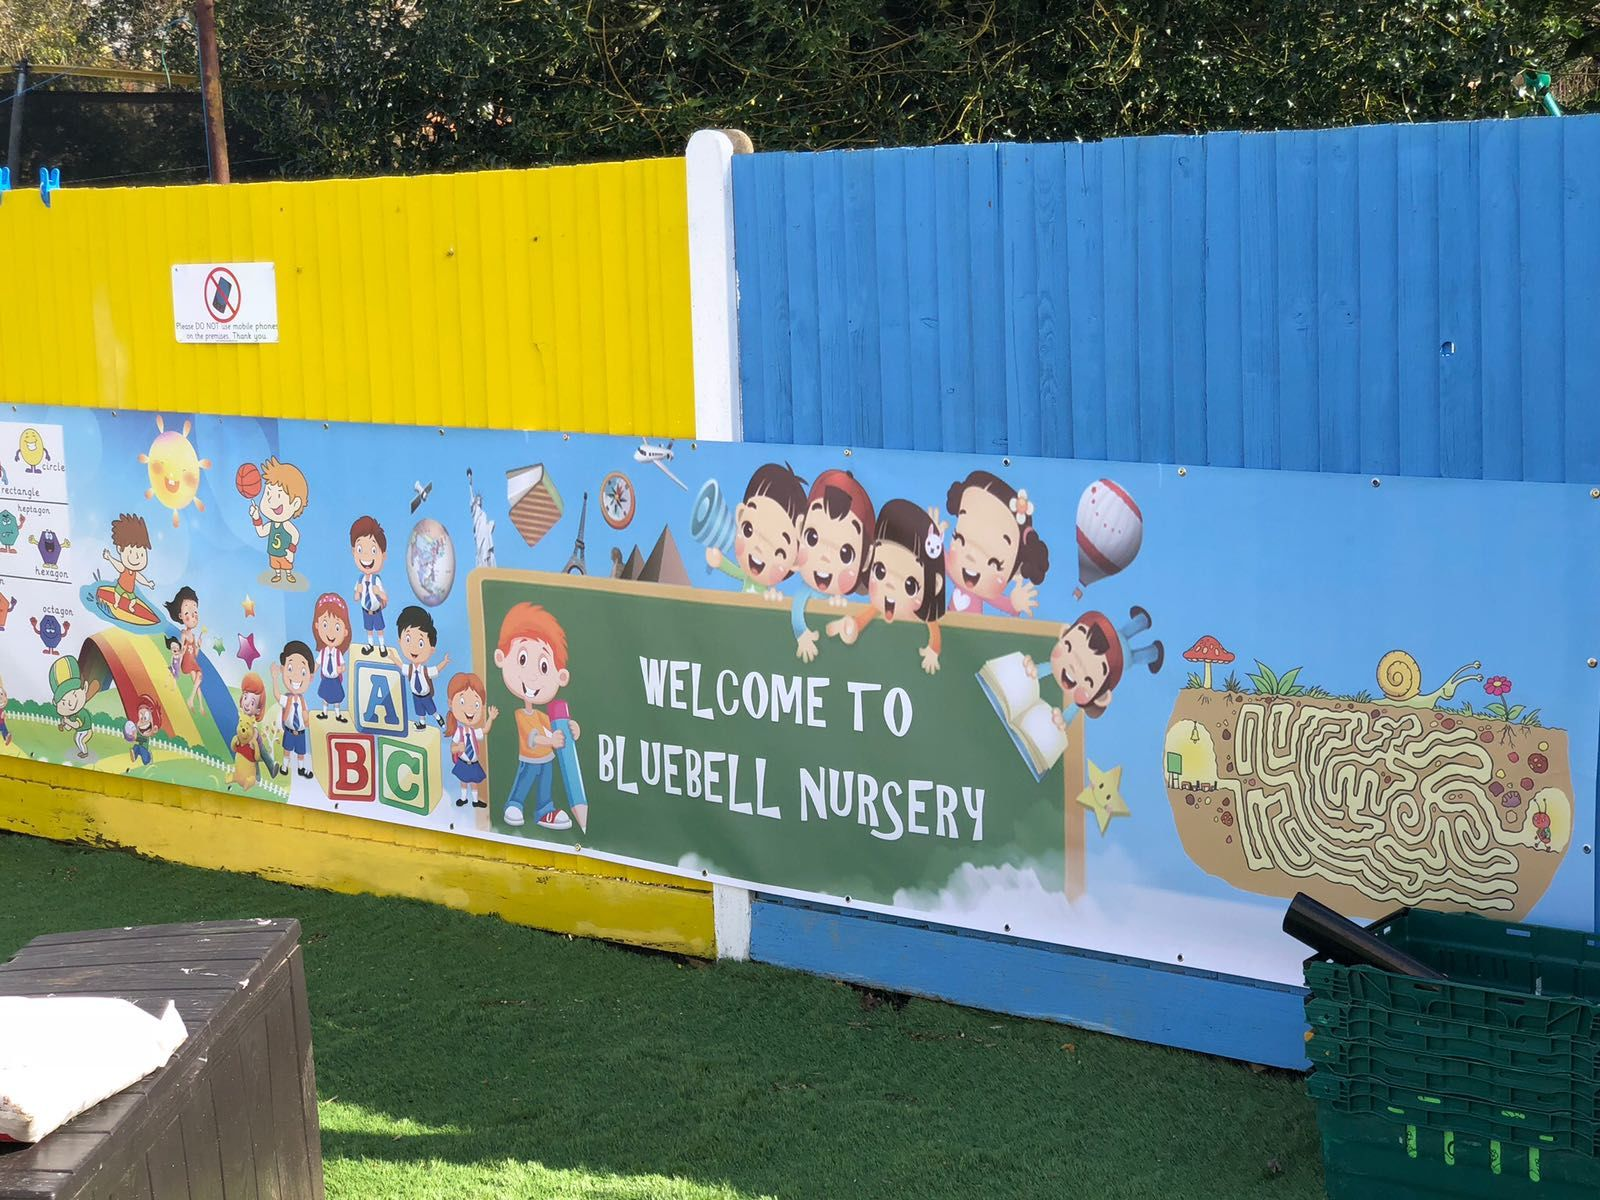 Please DO NOT use mobile phones
on the premises. Thank you.
circle
rectangle
heptagon
hexagon
octagon
5
A
B C
WELCOME TO
BLUEBELL NURSERY